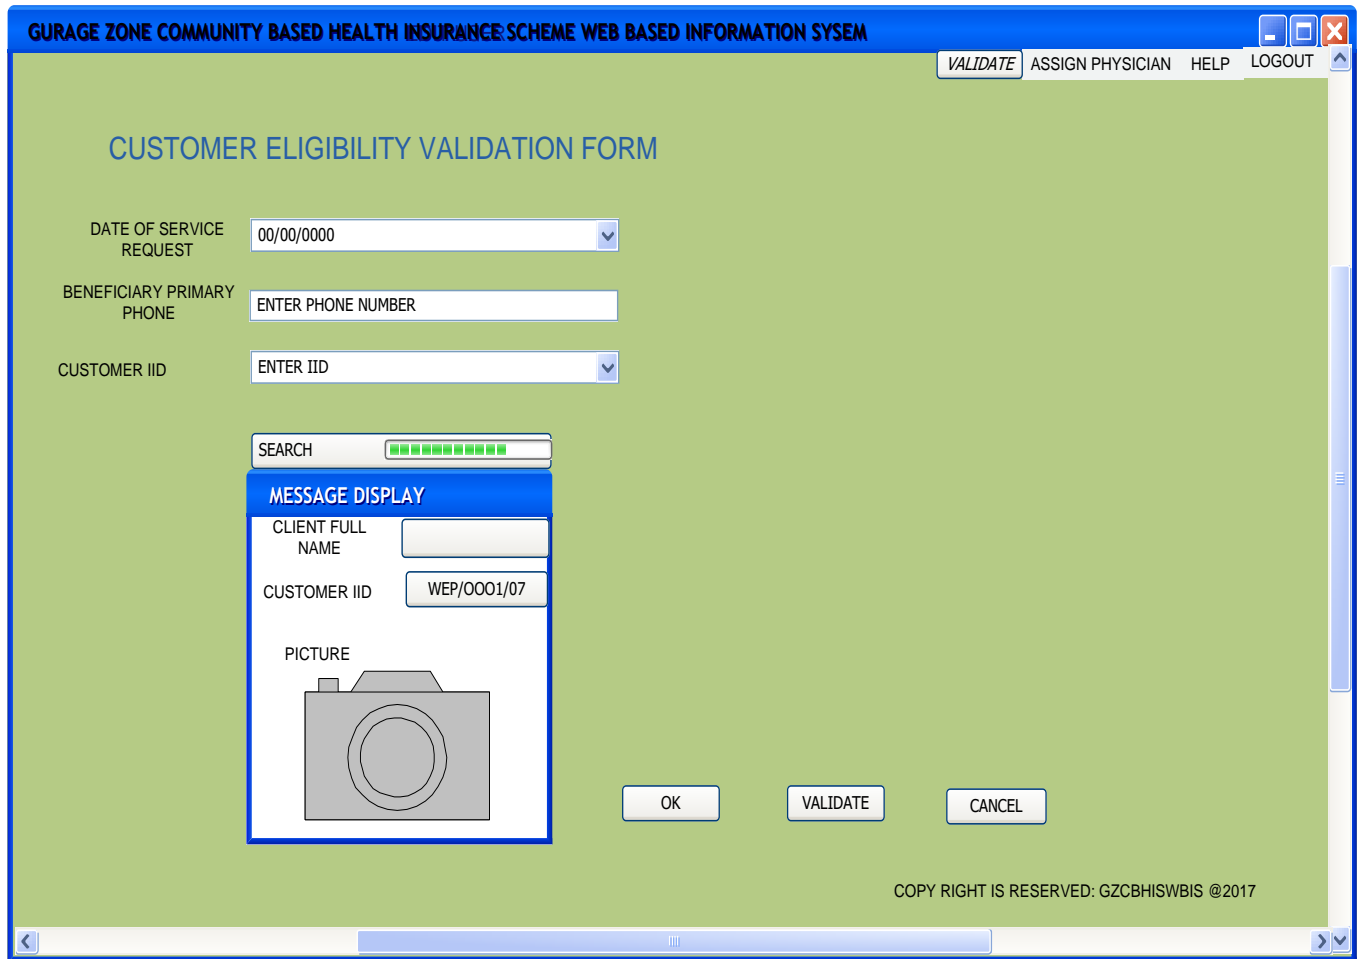 GURAGE ZONE COMMUNITY BASED HEALTH INSURANCE SCHEME WEB BASED INFORMATION SYSEM
VALIDATE ASSIGN PHYSICIAN HELP LOGOUT
CUSTOMER ELIGIBILITY VALIDATION FORM
DATE OF SERVICE
REQUEST
00/00/0000
BENEFICIARY PRIMARY
PHONE
ENTER PHONE NUMBER
CUSTOMER IID
ENTER IID
SEARCH
MESSAGE DISPLAY
CLIENT FULL
NAME
CUSTOMER IID
WEP/OOO1/07
PICTURE
OK
VALIDATE
CANCEL
COPY RIGHT IS RESERVED: GZCBHISWBIS @2017